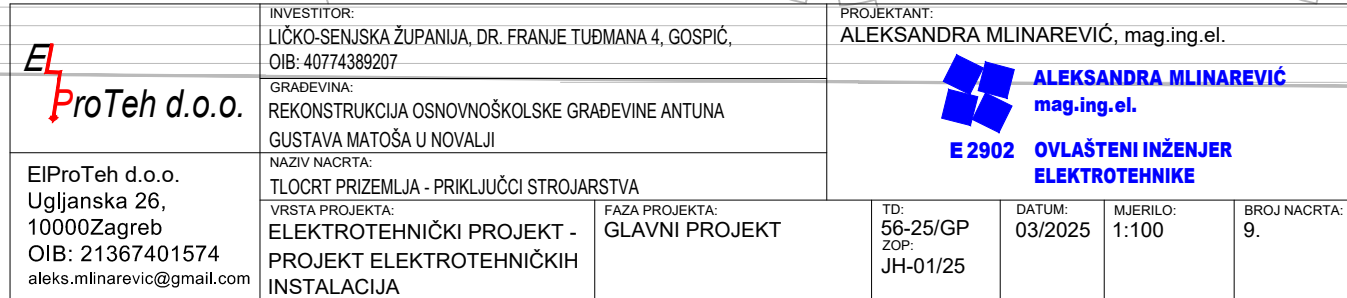 EL
ProTeh d.o.o.
ElProTeh d.o.o.
Ugljanska 26,
10000Zagreb
OIB: 21367401574
aleks.mlinarevic@gmail.com
INVESTITOR:
LIČKO-SENJSKA ŽUPANIJA, DR. FRANJE TUĐMANA 4, GOSPIĆ,
OIB: 40774389207
GRAĐEVINA:
REKONSTRUKCIJA OSNOVNOŠKOLSKE GRAĐEVINE ANTUNA
GUSTAVA MATOŠA U NOVALJI
NAZIV NACRTA:
TLOCRT PRIZEMLJA - PRIKLJUČCI STROJARSTVA
VRSTA PROJEKTA:
ELEKTROTEHNIČKI PROJEKT -
PROJEKT ELEKTROTEHNIČKIH
INSTALACIJA
FAZA PROJEKTA:
GLAVNI PROJEKT
PROJEKTANT:
ALEKSANDRA MLINAREVIĆ, mag.ing.el.
ALEKSANDRA MLINAREVIĆ
mag.ing.el.
E 2902 OVLAŠTENI INŽENJER
ELEKTROTEHNIKE
TD:
56-25/GP
ZOP:
JH-01/25
DATUM:
03/2025
MJERILO:
1:100
BROJ NACRTA:
9.